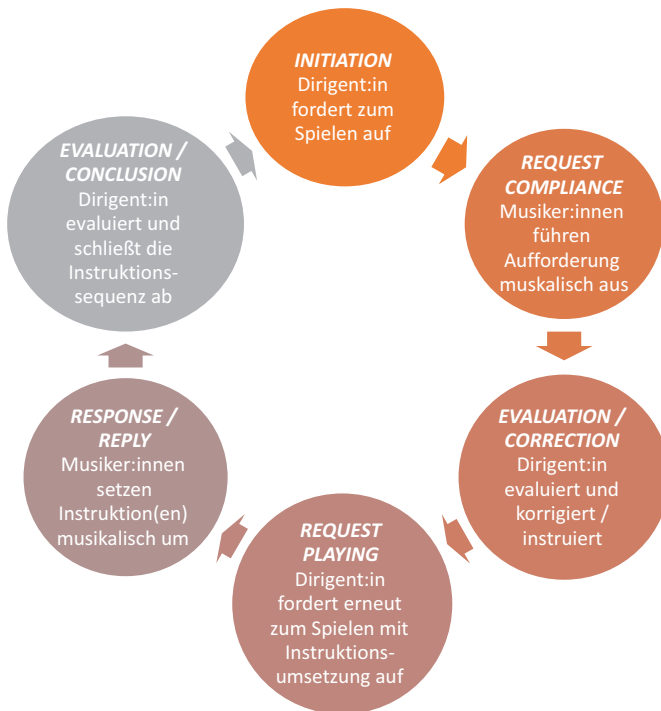 INITIATION
Dirigent:in
fordert zum
Spielen auf
REQUEST
COMPLIANCE
Musiker:innen
führen
Aufforderung
muskalisch aus
EVALUATION /
CORRECTION
Dirigent:in
evaluiert und
korrigiert /
instruiert
REQUEST
PLAYING
Dirigent:in
fordert erneut
zum Spielen mit
Instruktions-
umsetzung auf
RESPONSE /
REPLY
Musiker:innen
setzen
Instruktion(en)
musikalisch um
EVALUATION /
CONCLUSION
Dirigent:in
evaluiert und
schließt die
Instruktions-
sequenz ab